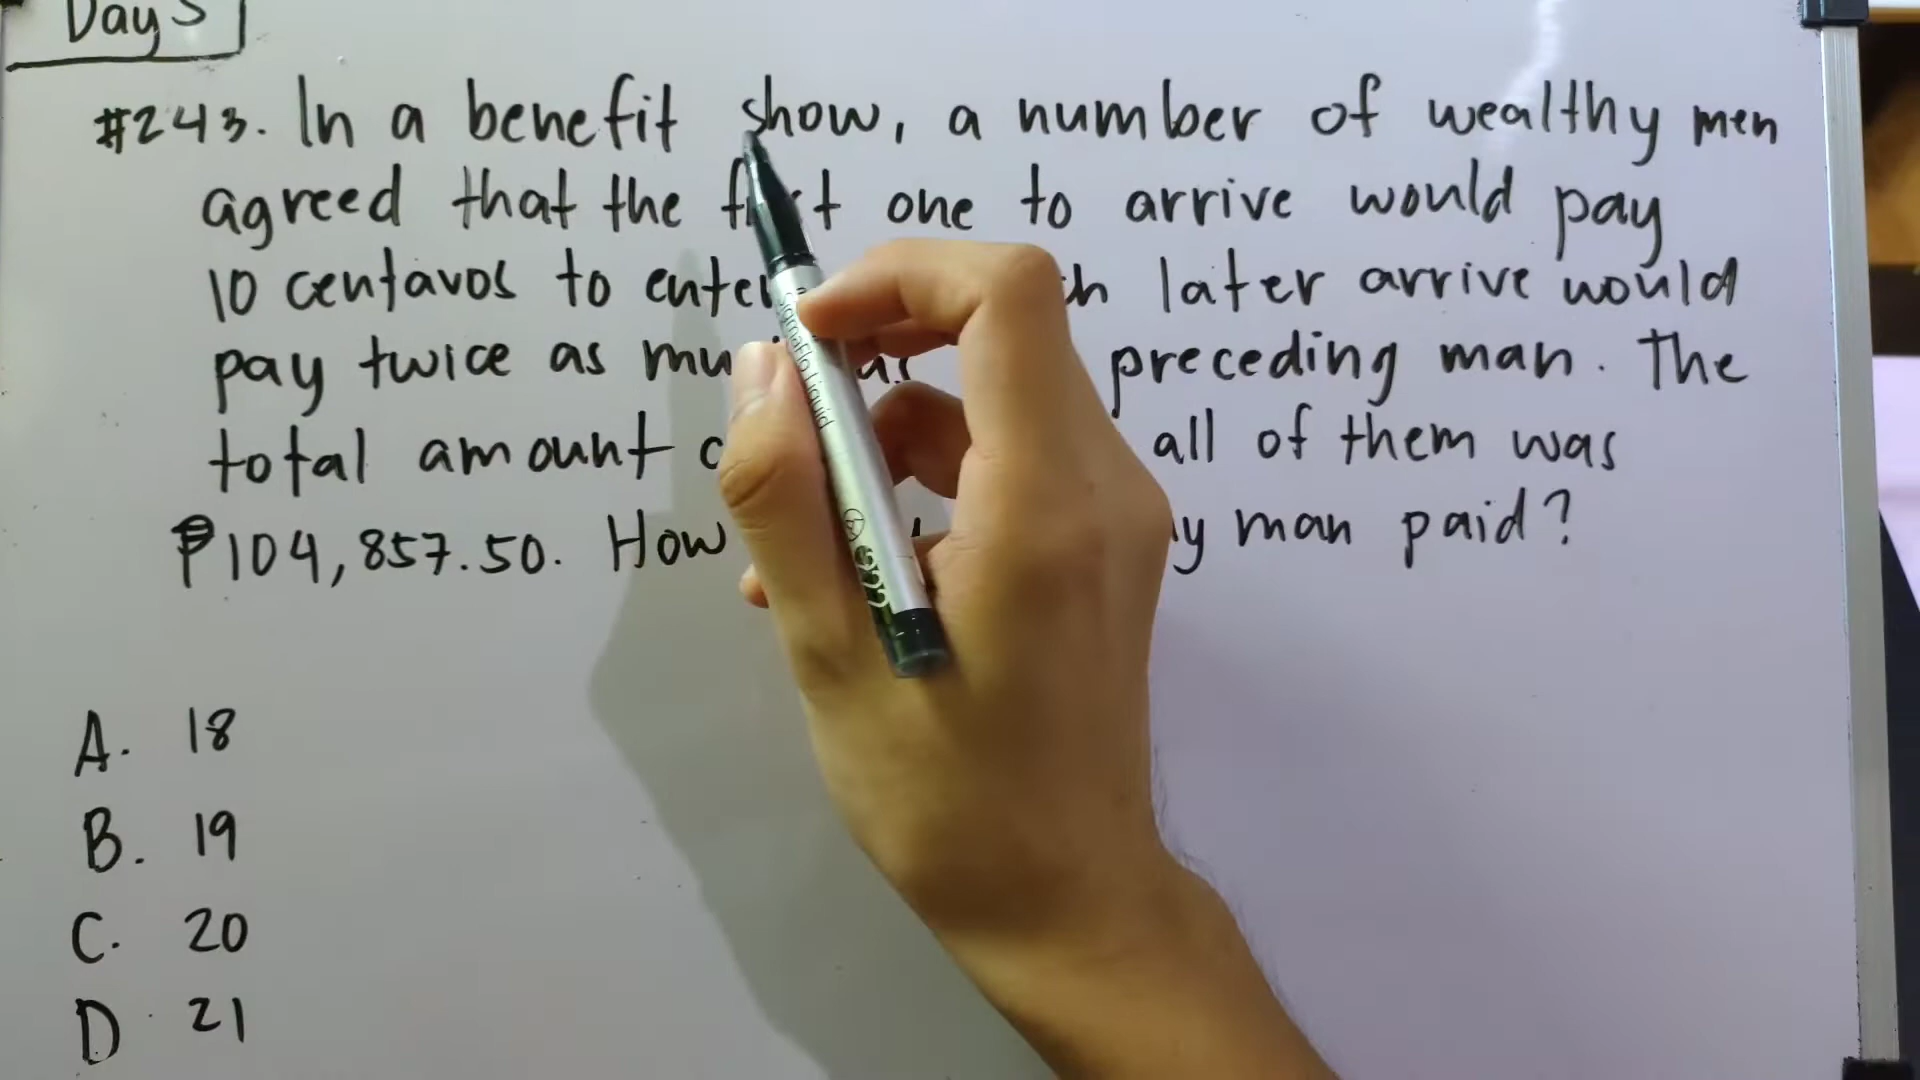 Day
#243. In a benefit show, a number of wealthy men
agreed that the one to arrive would pay
10 centavos to later arrive would
pay twice as preceding man. The
total amount all of them was
₱104,857.50. How man paid?
A. 18
B. 19
C. 20
D. 21
SigmaFlo Liquid